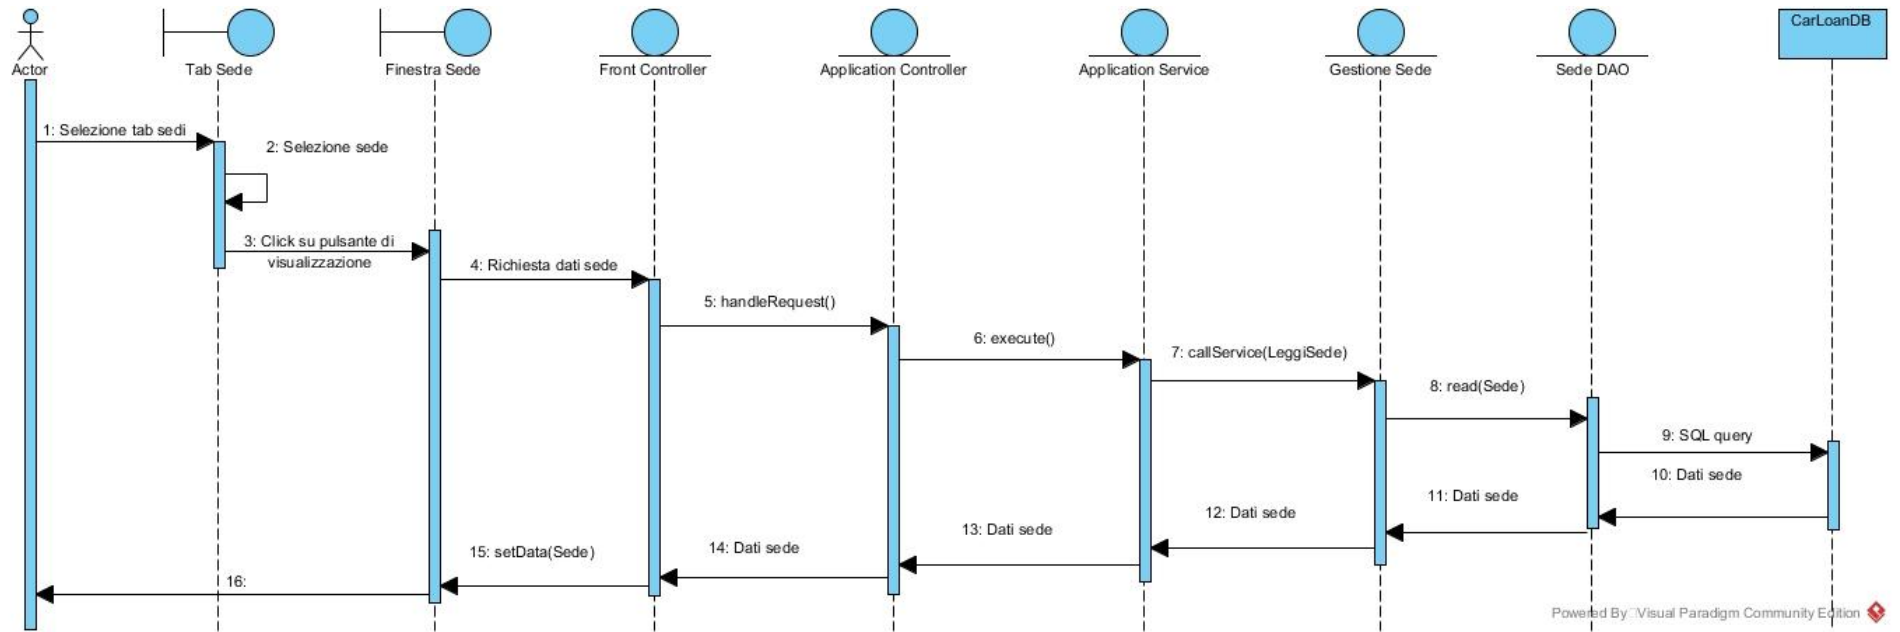 CarLoanDB
Actor
Tab Sede
Finestra Sede
Front Controller
Application Controller
Application Service
Gestione Sede
Sede DAO
1: Selezione tab sedi
2: Selezione sede
3: Click su pulsante di
visualizzazione
4: Richiesta dati sede
5: handleRequest()
6: execute()
7: callService(LeggiSede)
8: read(Sede)
9: SQL query
10: Dati sede
11: Dati sede
12: Dati sede
13: Dati sede
14: Dati sede
15: setData(Sede)
16:
Powered By Visual Paradigm Community Edition